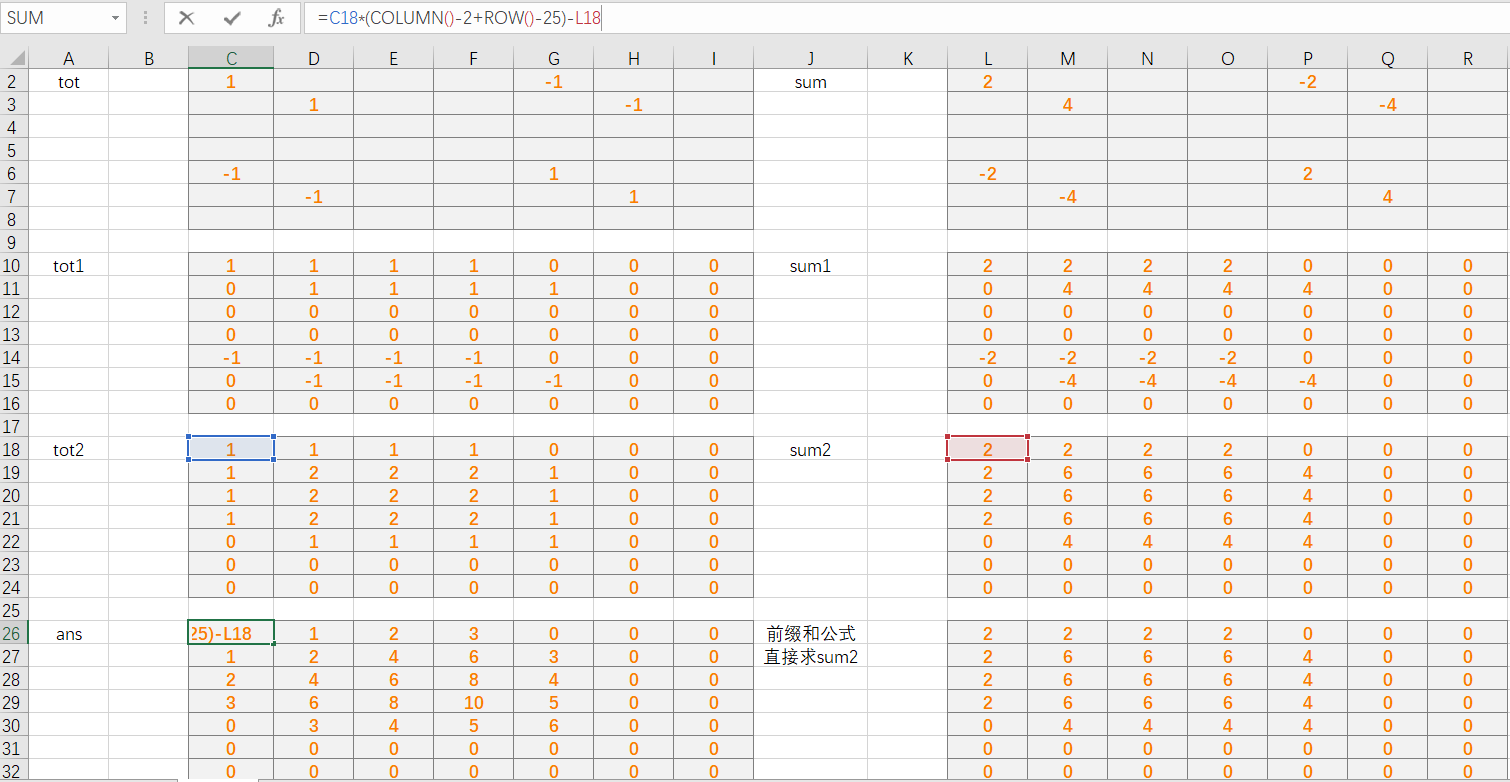 SUM =C18*(COLUMN()-2+ROW()-25)-L18
A B C D E F G H I J K L M N O P Q R
2 tot 1 -1 sum 2 -2
3 1 -1 4 -4
4
5
6 -1 1 -2 2
7 -1 1 -4 4
8
9
10 tot1 1 1 1 1 0 0 0 sum1 2 2 2 2 0 0 0
11 0 1 1 1 1 0 0 0 4 4 4 4 0 0
12 0 0 0 0 0 0 0 0 0 0 0 0 0 0
13 0 0 0 0 0 0 0 0 0 0 0 0 0 0
14 -1 -1 -1 -1 0 0 0 -2 -2 -2 -2 0 0 0
15 0 -1 -1 -1 -1 0 0 0 -4 -4 -4 -4 0 0
16 0 0 0 0 0 0 0 0 0 0 0 0 0 0
17
18 tot2 1 1 1 1 0 0 0 sum2 2 2 2 2 0 0 0
19 1 2 2 2 1 0 0 2 6 6 6 4 0 0
20 1 2 2 2 1 0 0 2 6 6 6 4 0 0
21 1 2 2 2 1 0 0 2 6 6 6 4 0 0
22 0 1 1 1 1 0 0 0 4 4 4 4 0 0
23 0 0 0 0 0 0 0 0 0 0 0 0 0 0
24 0 0 0 0 0 0 0 0 0 0 0 0 0 0
25
26 ans 25)-L18 1 2 3 0 0 0 前缀和公式 2 2 2 2 0 0 0
27 1 2 4 6 3 0 0 直接求sum2 2 6 6 6 4 0 0
28 2 4 6 8 4 0 0 2 6 6 6 4 0 0
29 3 6 8 10 5 0 0 2 6 6 6 4 0 0
30 0 3 4 5 6 0 0 0 4 4 4 4 0 0
31 0 0 0 0 0 0 0 0 0 0 0 0 0 0
32 0 0 0 0 0 0 0 0 0 0 0 0 0 0